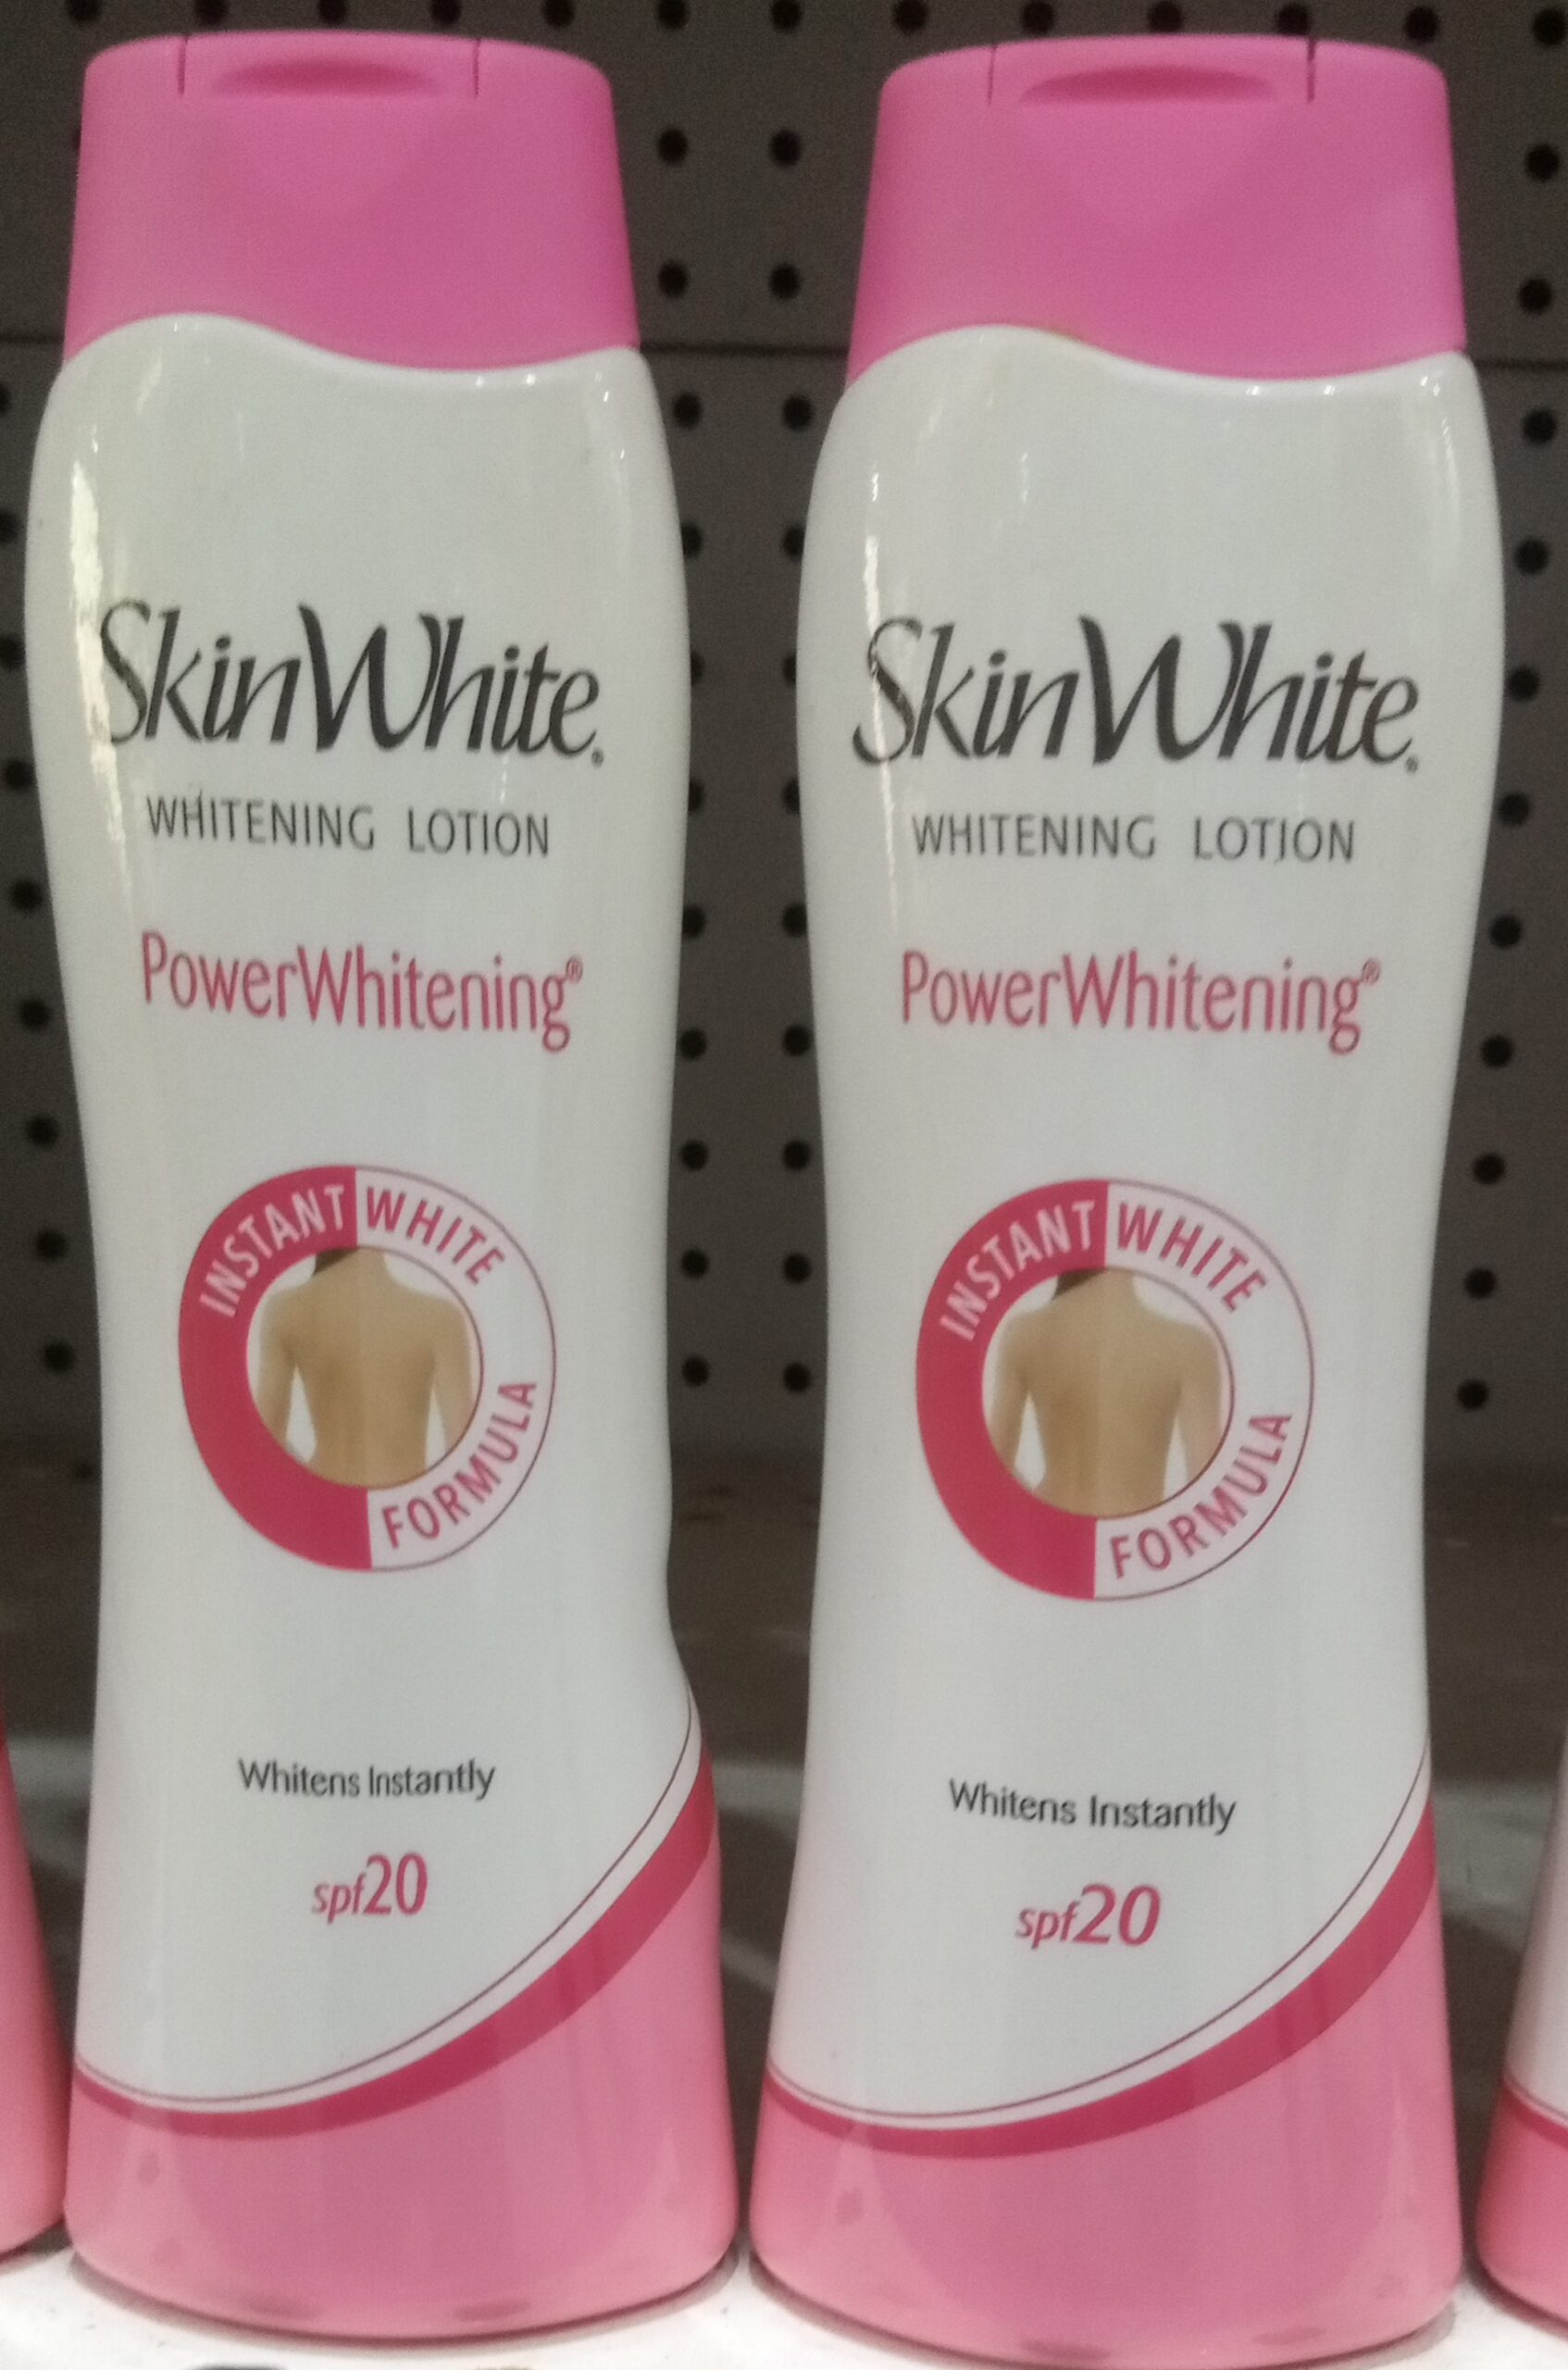 SkinWhite®
WHITENING LOTION
PowerWhitening®
INSTANT WHITE
FORMULA
Whitens Instantly
spf20
SkinWhite®
WHITENING LOTION
PowerWhitening®
INSTANT WHITE
FORMULA
Whitens Instantly
spf20